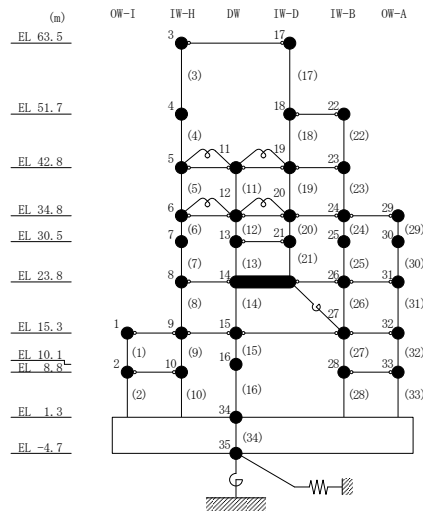 (m) OW-I IW-H DW IW-D IW-B OW-A
EL 63.5 3 17
(3) (17)
EL 51.7 4 18 22
(4) 11 19 (18) (22)
EL 42.8 5 23
(5) 12 (11) 20 (19) (23)
EL 34.8 6 24 29
(6) (12) (20) (24) (29)
EL 30.5 7 13 21 25 30
(7) (13) (21) (25) (30)
EL 23.8 8 14 26 31
(8) (14) (26) (31)
27
EL 15.3 1 9 15 32
(1) (9) (15) (27) (32)
EL 10.1 16
EL 8.8 2 10 28 33
(2) (10) (16) (28) (33)
EL 1.3 34
(34)
EL -4.7 35